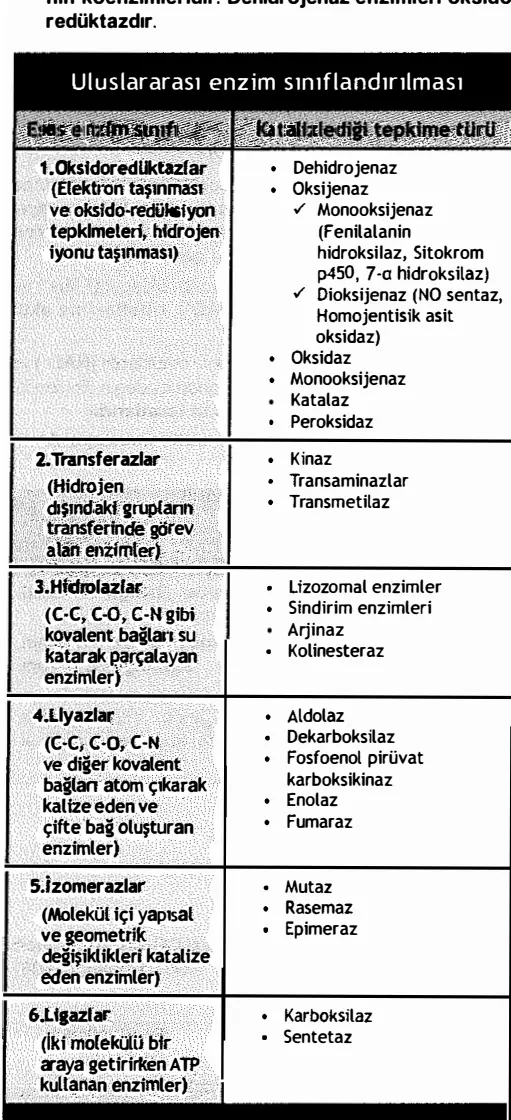 nin koenzimleridir. Dehidrojenaz enzimleri oksido
redüktazdır.
Uluslararası enzim sınıflandırılması
Esas enzim sınıfı
Katalizlediği tepkime türü
1.Oksidoredüktazlar
(Elektron taşınması
ve oksido-redüksiyon
tepkimeleri, hidrojen
iyonu taşınması)
• Dehidrojenaz
• Oksijenaz
✓ Monooksijenaz
(Fenilalanin
hidroksilaz, Sitokrom
p450, 7-α hidroksilaz)
✓ Dioksijenaz (NO sentaz,
Homojentisik asit
oksidaz)
• Oksidaz
• Monooksijenaz
• Katalaz
• Peroksidaz
2.Transferazlar
(Hidrojen
dışındaki grupların
transferinde görev
alan enzimler)
• Kinaz
• Transaminazlar
• Transmetilaz
3.Hidrolazlar
(C-C, C-O, C-N gibi
kovalent bağları su
katarak parçalayan
enzimler)
• Lizozomal enzimler
• Sindirim enzimleri
• Arjinaz
• Kolinesteraz
4.Liyazlar
(C-C, C-O, C-N
ve diğer kovalent
bağları atom çıkarak
kalize eden ve
çifte bağ oluşturan
enzimler)
• Aldolaz
• Dekarboksilaz
• Fosfoenol pirüvat
karboksikinaz
• Enolaz
• Fumaraz
5.İzomerazlar
(Molekül içi yapısal
ve geometrik
değişiklikleri katalize
eden enzimler)
• Mutaz
• Rasemaz
• Epimeraz
6.Ligazlar
(İki molekülü bir
araya getirirken ATP
kullanan enzimler)
• Karboksilaz
• Sentetaz